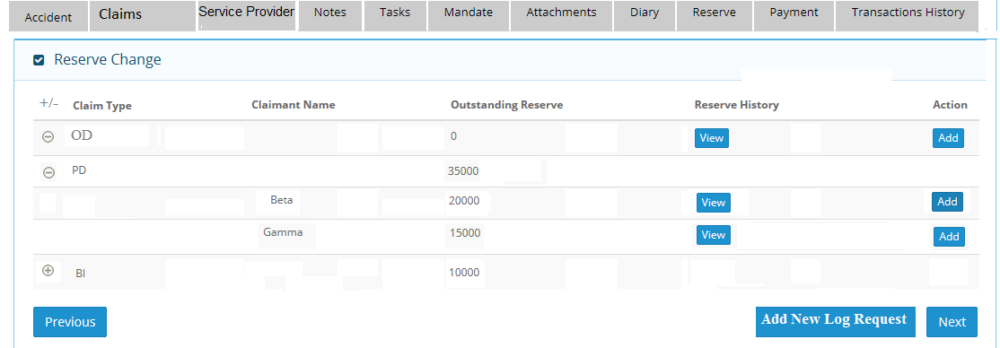 Accident Claims Service Provider Notes Tasks Mandate Attachments Diary Reserve Payment Transactions History
Reserve Change
+/- Claim Type Claimant Name Outstanding Reserve Reserve History Action
OD 0 View Add
PD 35000
Beta 20000 View Add
Gamma 15000 View Add
BI 10000
Previous Add New Log Request Next